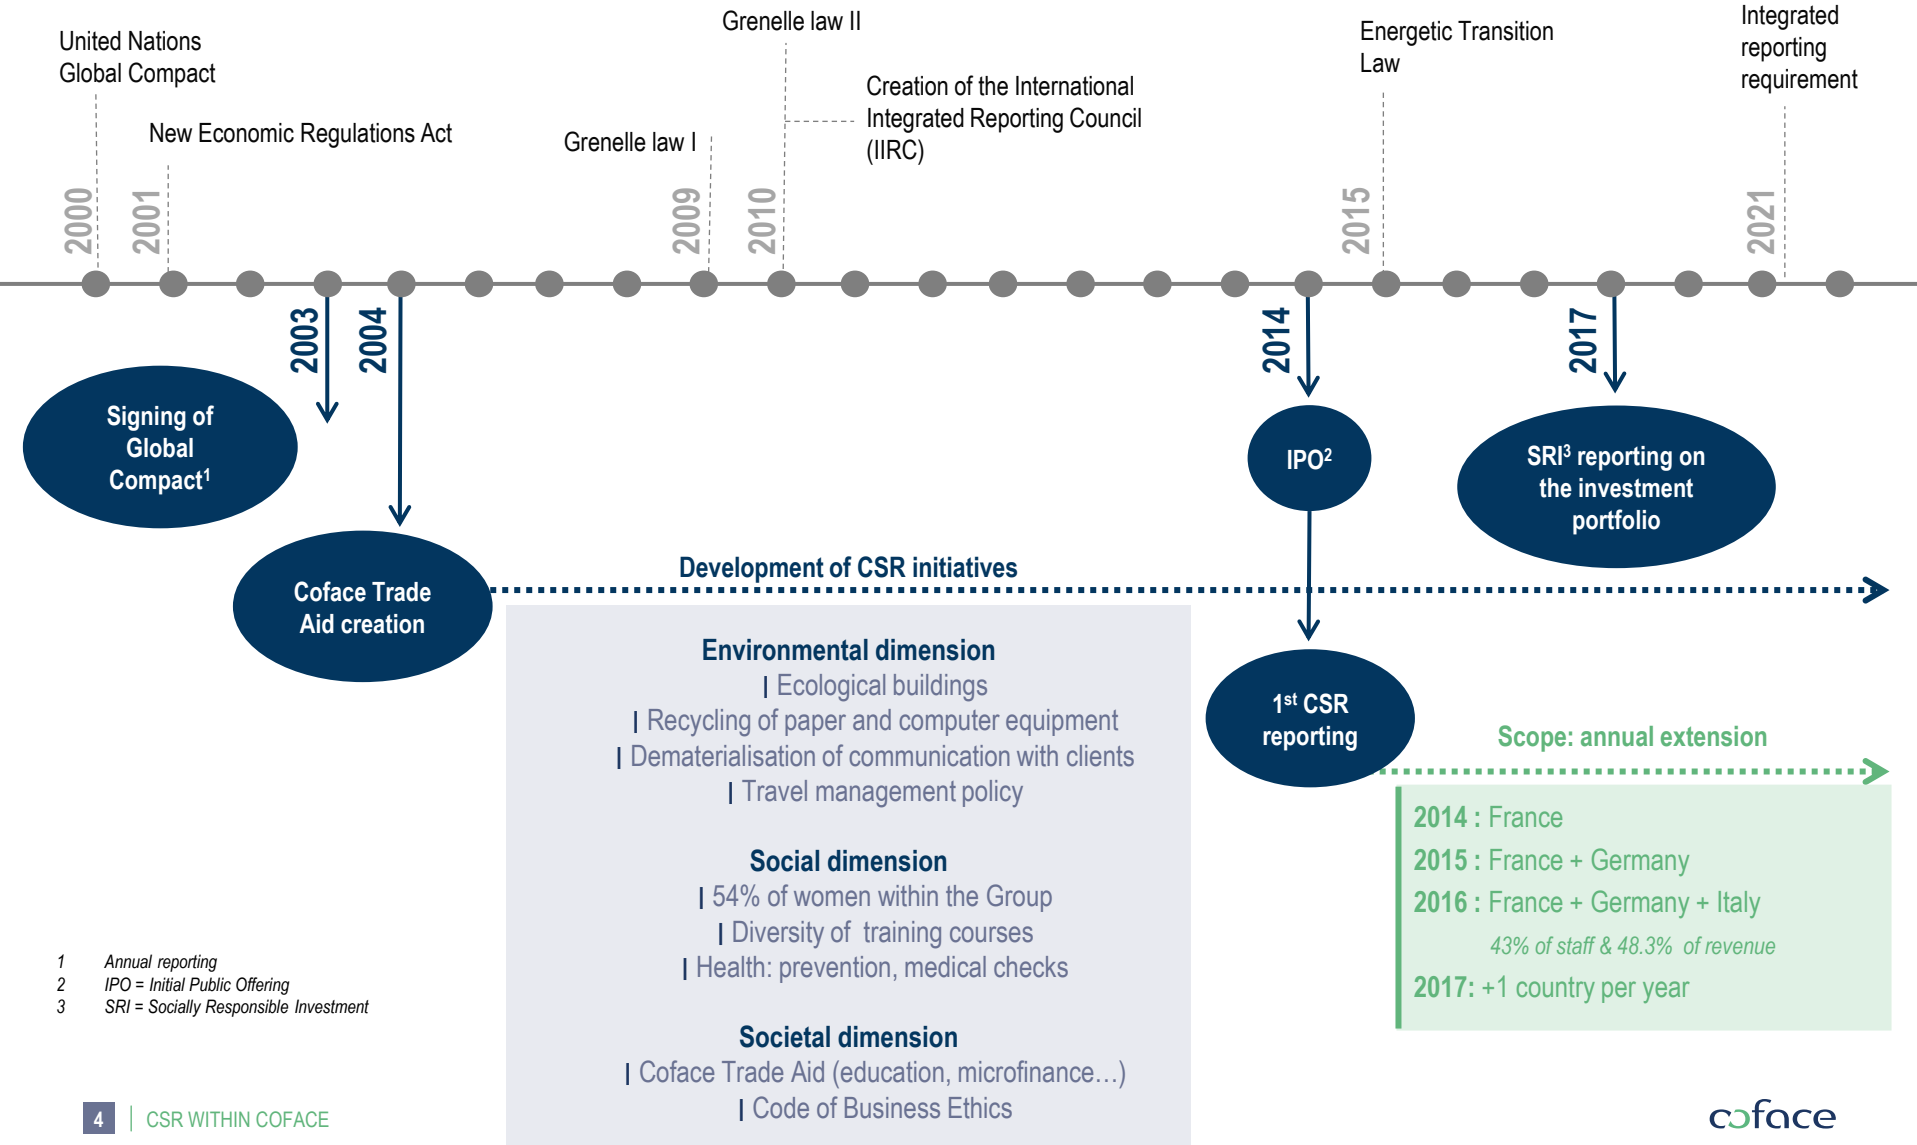 United Nations
Global Compact
New Economic Regulations Act
Grenelle law I
Grenelle law II
Creation of the International
Integrated Reporting Council
(IIRC)
Energetic Transition
Law
Integrated
reporting
requirement
2000
2001
2009
2010
2015
2021
2003
2004
2014
2017
Signing of
Global
Compact1
Coface Trade
Aid creation
IPO2
SRI3 reporting on
the investment
portfolio
Development of CSR initiatives
Environmental dimension
| Ecological buildings
| Recycling of paper and computer equipment
| Dematerialisation of communication with clients
| Travel management policy
Social dimension
| 54% of women within the Group
| Diversity of  training courses
| Health: prevention, medical checks
Societal dimension
| Coface Trade Aid (education, microfinance…)
| Code of Business Ethics
1st CSR
reporting
Scope: annual extension
2014 : France
2015 : France + Germany
2016 : France + Germany + Italy
43% of staff & 48.3%  of revenue
2017: +1 country per year
1 Annual reporting
2 IPO = Initial Public Offering
3 SRI = Socially Responsible Investment
4 | CSR WITHIN COFACE
coface